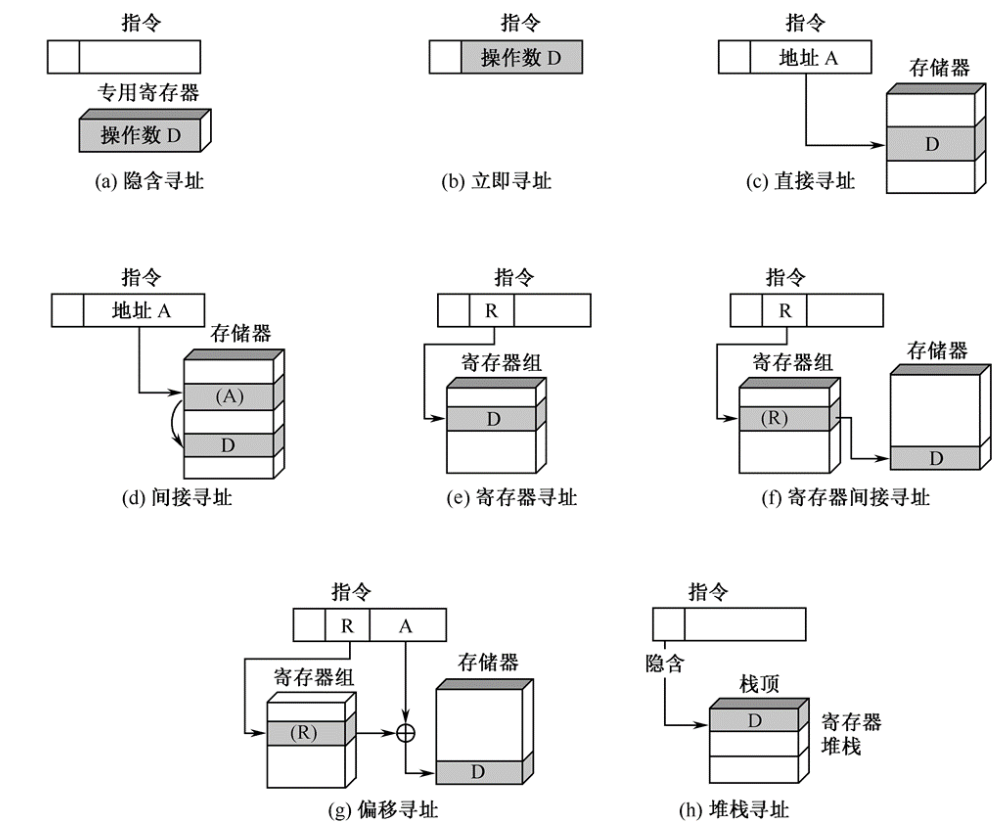 指令
专用寄存器
操作数 D
(a) 隐含寻址
指令
操作数 D
(b) 立即寻址
指令
地址 A
存储器
D
(c) 直接寻址
指令
地址 A
存储器
(A)
D
(d) 间接寻址
指令
R
寄存器组
D
(e) 寄存器寻址
指令
R
寄存器组
(R)
存储器
D
(f) 寄存器间接寻址
指令
R A
寄存器组
(R)
存储器
D
(g) 偏移寻址
指令
隐含
栈顶
D
寄存器
堆栈
(h) 堆栈寻址